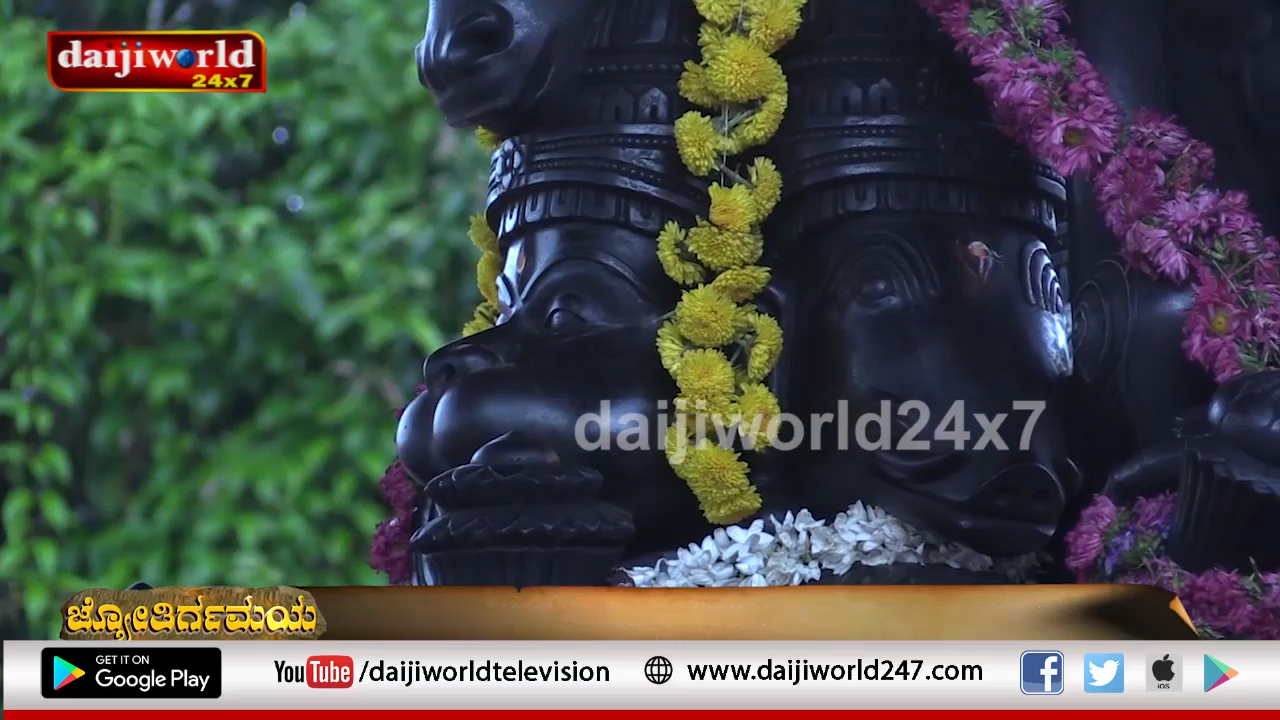 daijiworld
24x7
daijiworld24x7
ಜ್ಯೋತಿರ್ಗಮಯ
GET IT ON
Google Play
YouTube /daijiworldtelevision
www.daijiworld247.com
iOS